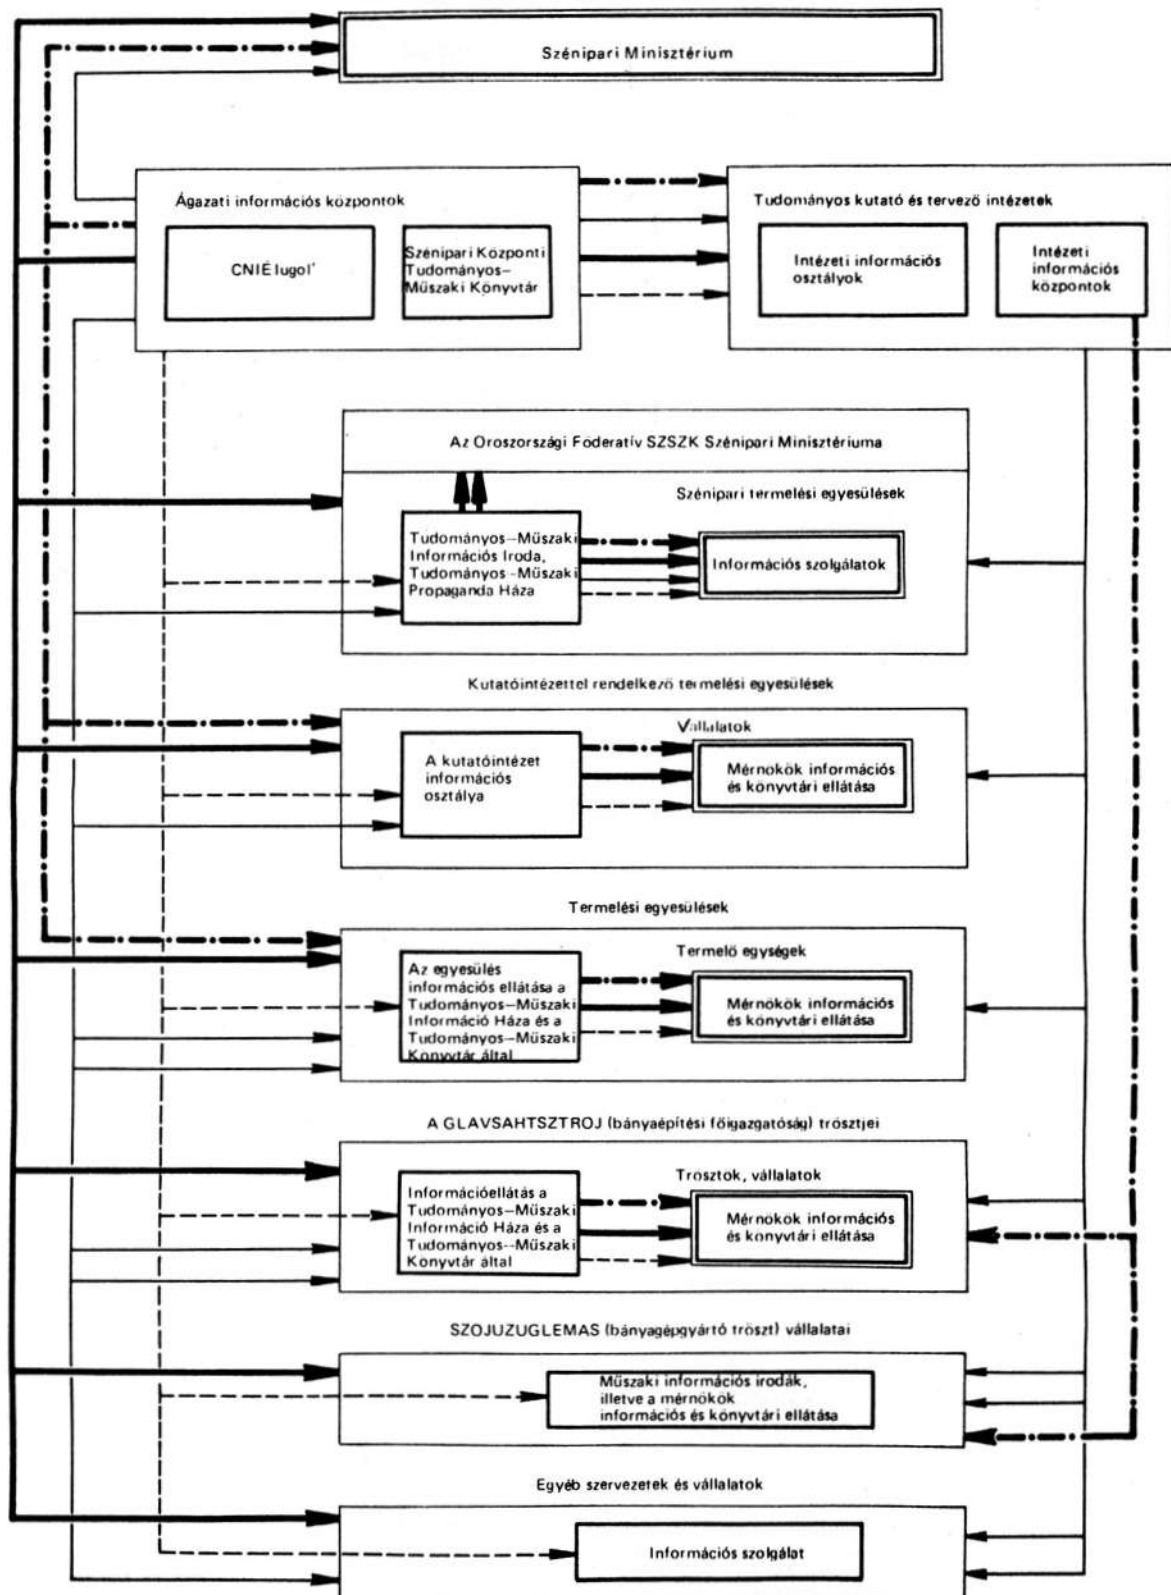 Szénipari Minisztérium
Ágazati információs központok
CNIÉIugol'
Szénipari Központi
Tudományos–
Műszaki Könyvtár
Tudományos kutató és tervező intézetek
Intézeti információs
osztályok
Intézeti
információs
központok
Az Oroszországi Föderatív SZSZK Szénipari Minisztériuma
Szénipari termelési egyesülések
Tudományos–Műszaki
Információs Iroda,
Tudományos–Műszaki
Propaganda Háza
Információs szolgálatok
Kutatóintézettel rendelkező termelési egyesülések
Vállalatok
A kutatóintézet
információs
osztálya
Mérnökök információs
és könyvtári ellátása
Termelési egyesülések
Termelő egységek
Az egyesülés
információs ellátása a
Tudományos–Műszaki
Információ Háza és a
Tudományos–Műszaki
Könyvtár által
Mérnökök információs
és könyvtári ellátása
A GLAVSAHTSZTROJ (bányaépítési főigazgatóság) trösztjei
Trösztök, vállalatok
Információellátás a
Tudományos–Műszaki
Információ Háza és a
Tudományos–Műszaki
Könyvtár által
Mérnökök információs
és könyvtári ellátása
SZOJUZUGLEMAS (bányagépgyártó tröszt) vállalatai
Műszaki információs irodák,
illetve a mérnökök
információs és könyvtári ellátása
Egyéb szervezetek és vállalatok
Információs szolgálat